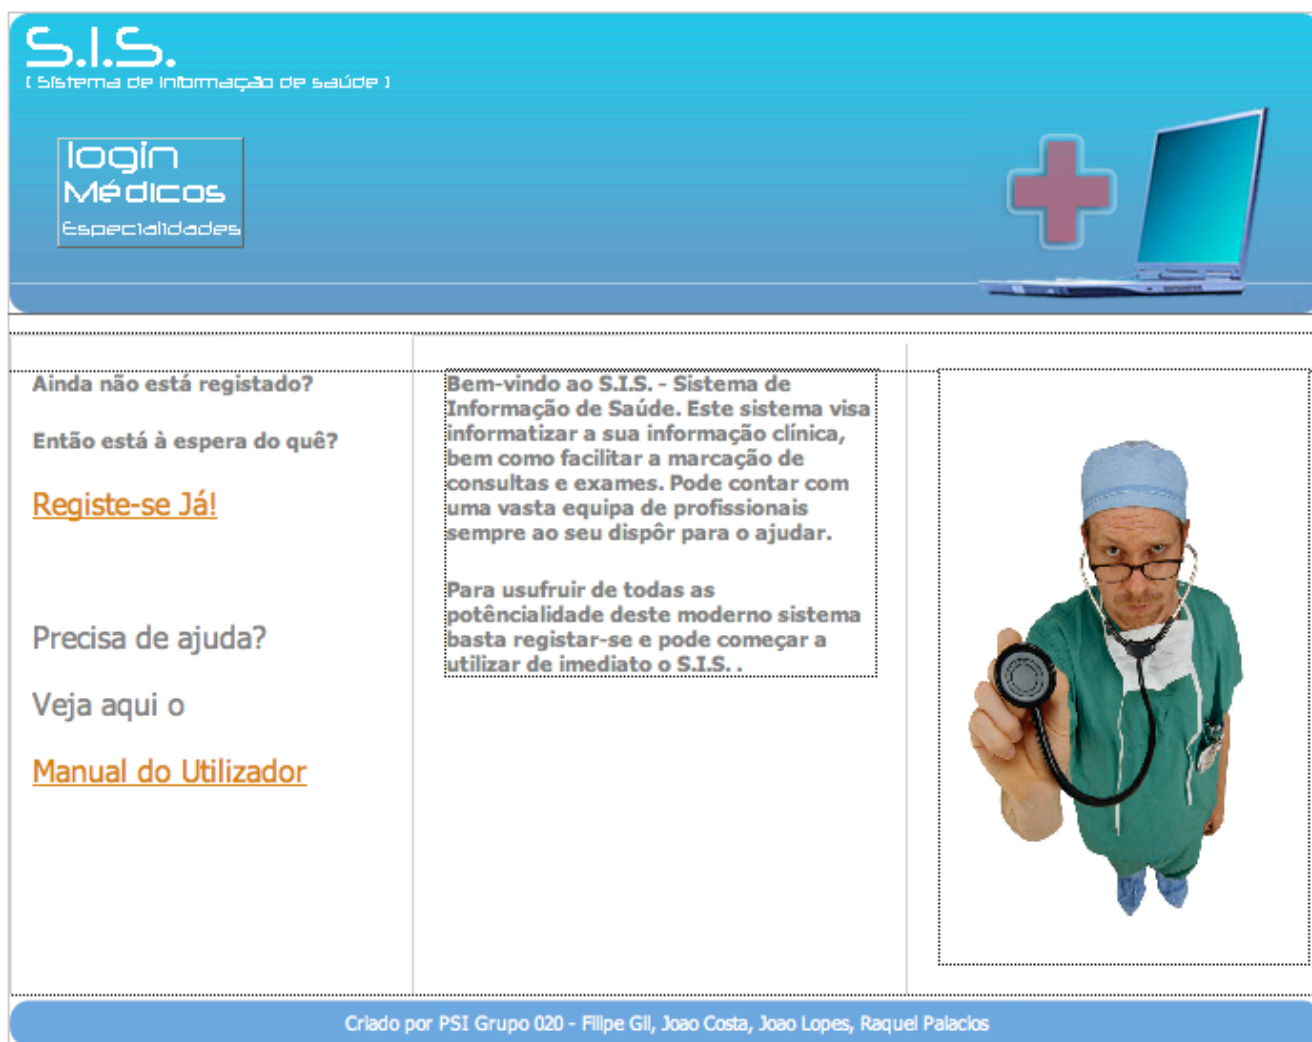 S.I.S.
[ Sistema de Informação de saúde ]
login
Médicos
Especialidades
Ainda não está registado?
Então está à espera do quê?
Registe-se Já!
Precisa de ajuda?
Veja aqui o
Manual do Utilizador
Bem-vindo ao S.I.S. - Sistema de
Informação de Saúde. Este sistema visa
informatizar a sua informação clínica,
bem como facilitar a marcação de
consultas e exames. Pode contar com
uma vasta equipa de profissionais
sempre ao seu dispôr para o ajudar.
Para usufruir de todas as
potêncialidade deste moderno sistema
basta registar-se e pode começar a
utilizar de imediato o S.I.S. .
Criado por PSI Grupo 020 - Filipe Gil, Joao Costa, Joao Lopes, Raquel Palacios